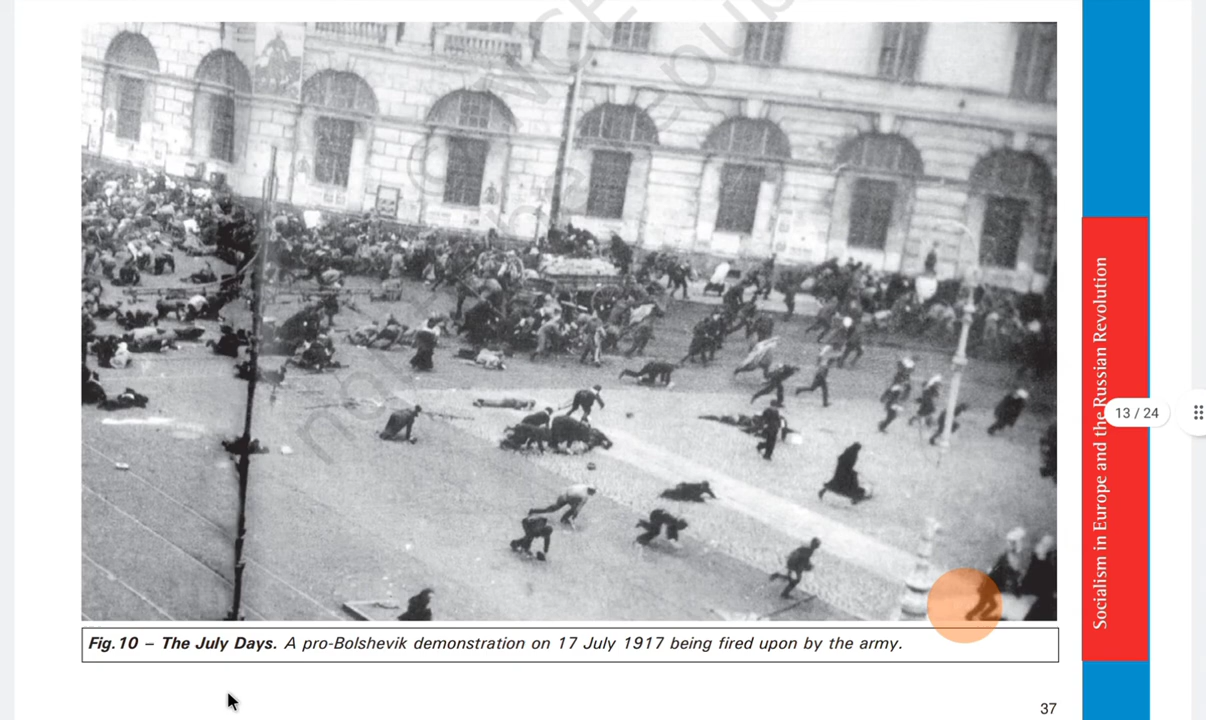 Socialism in Europe and the Russian Revolution
13 / 24
Fig.10 – The July Days. A pro-Bolshevik demonstration on 17 July 1917 being fired upon by the army.
37